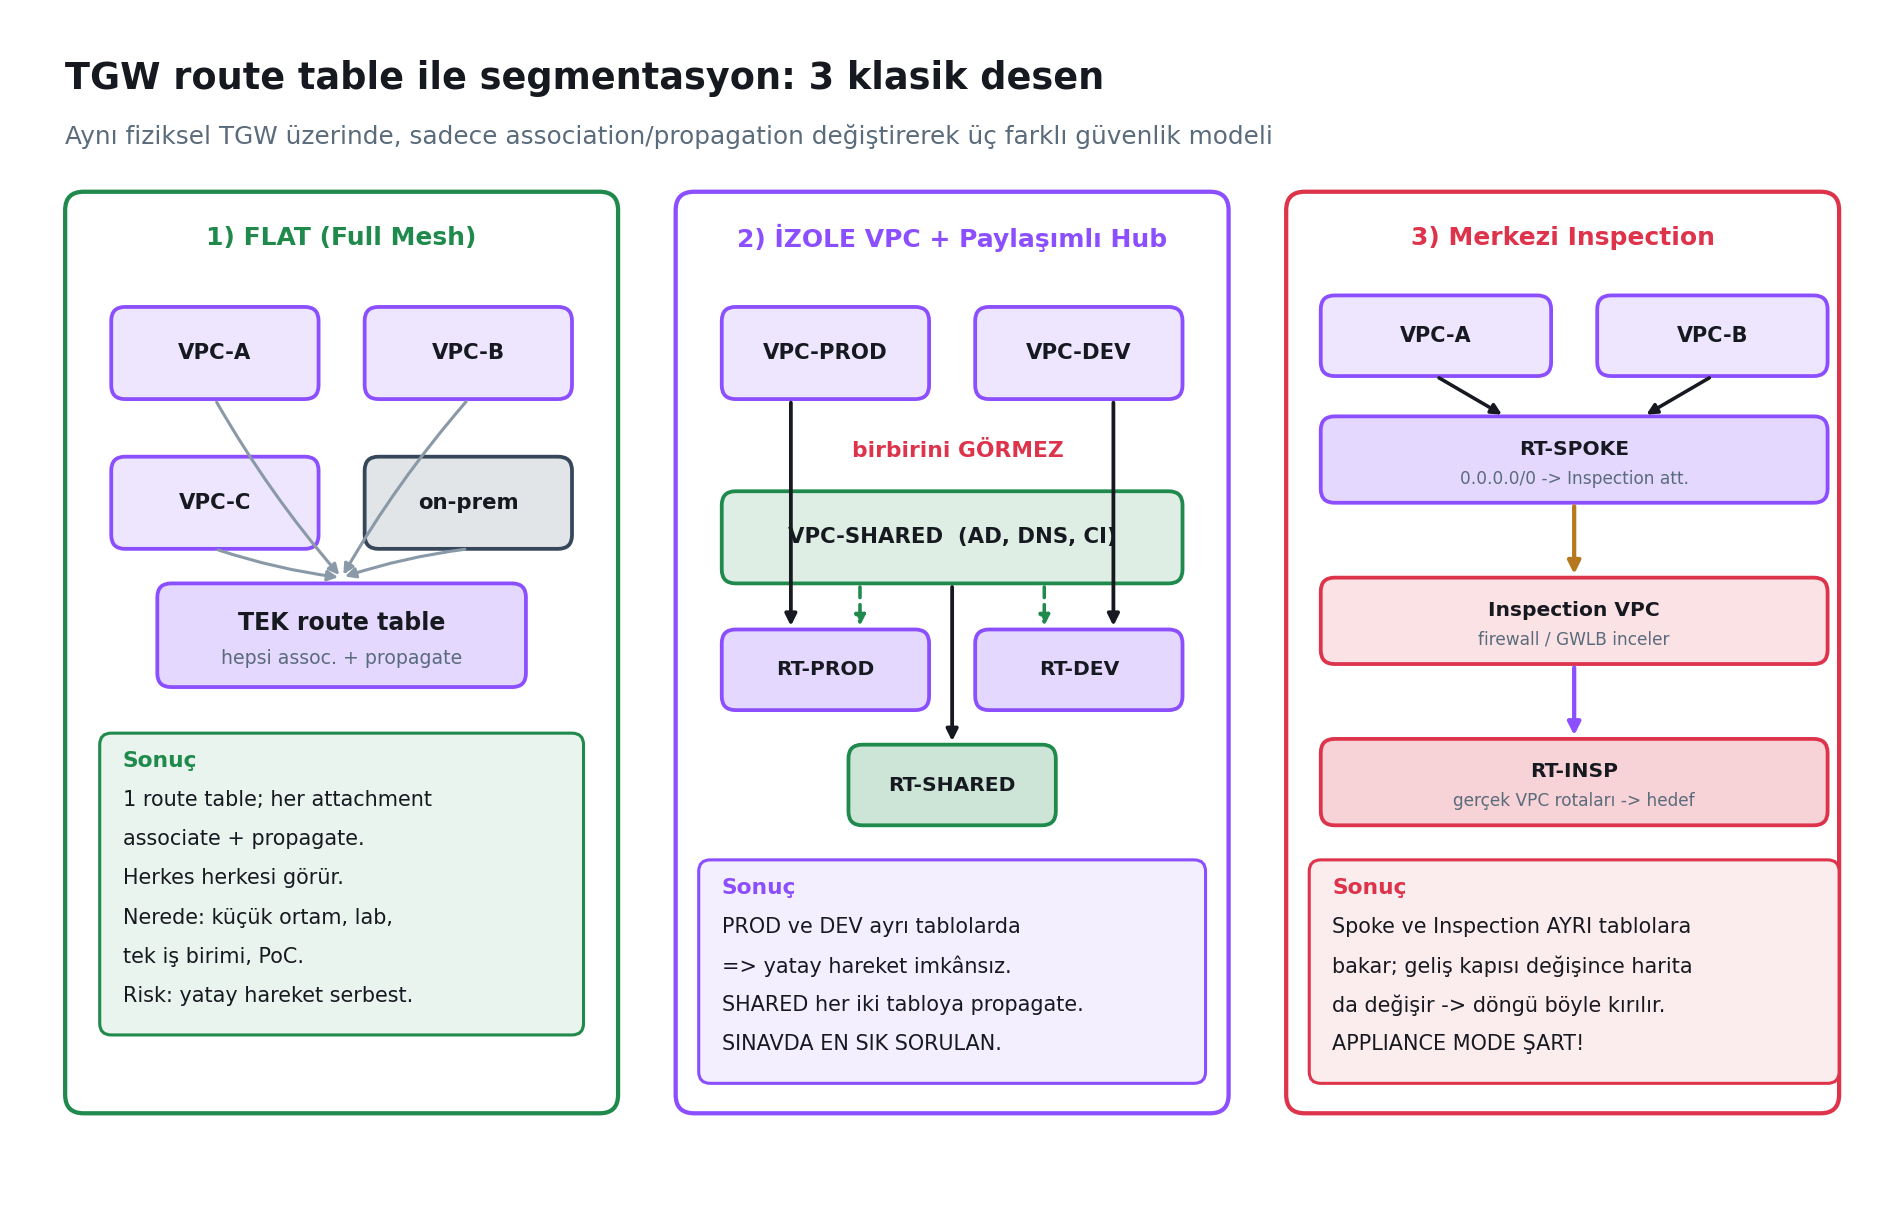 TGW route table ile segmentasyon: 3 klasik desen
Aynı fiziksel TGW üzerinde, sadece association/propagation değiştirerek üç farklı güvenlik modeli
1) FLAT (Full Mesh)
VPC-A
VPC-B
VPC-C
on-prem
TEK route table
hepsi assoc. + propagate
Sonuç
1 route table; her attachment
associate + propagate.
Herkes herkesi görür.
Nerede: küçük ortam, lab,
tek iş birimi, PoC.
Risk: yatay hareket serbest.
2) İZOLE VPC + Paylaşımlı Hub
VPC-PROD
VPC-DEV
birbirini GÖRMEZ
VPC-SHARED (AD, DNS, CI)
RT-PROD
RT-DEV
RT-SHARED
Sonuç
PROD ve DEV ayrı tablolarda
=> yatay hareket imkânsız.
SHARED her iki tabloya propagate.
SINAVDA EN SIK SORULAN.
3) Merkezi Inspection
VPC-A
VPC-B
RT-SPOKE
0.0.0.0/0 -> Inspection att.
Inspection VPC
firewall / GWLB inceler
RT-INSP
gerçek VPC rotaları -> hedef
Sonuç
Spoke ve Inspection AYRI tablolara
bakar; geliş kapısı değişince harita
da değişir -> döngü böyle kırılır.
APPLIANCE MODE ŞART!